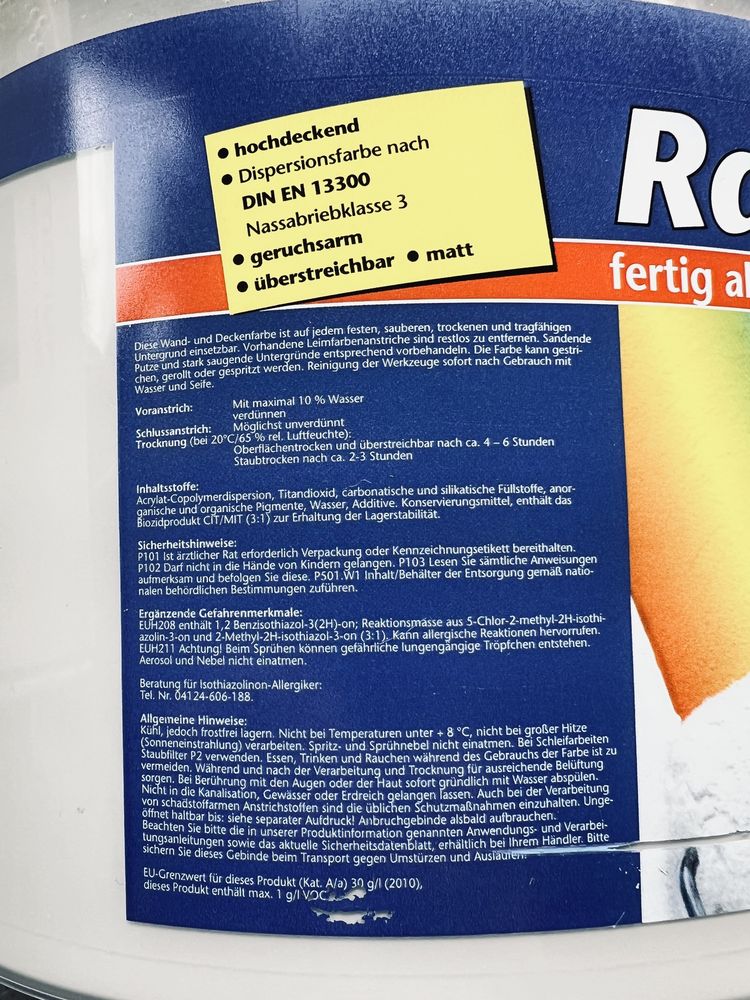 • hochdeckend
• Dispersionsfarbe nach
DIN EN 13300
Nassabriebklasse 3
• geruchsarm
• überstreichbar • matt
fertig
Diese Wand- und Deckenfarbe ist auf jedem festen, sauberen, trockenen und tragfähigen
Untergrund einsetzbar. Vorhandene Leimfarbenanstriche sind restlos zu entfernen. Sandende
Putze und stark saugende Untergründe entsprechend vorbehandeln. Die Farbe kann gestri-
chen, gerollt oder gespritzt werden. Reinigung der Werkzeuge sofort nach Gebrauch mit
Wasser und Seife.
Voranstrich: Mit maximal 10 % Wasser
verdünnen
Schlussanstrich: Möglichst unverdünnt
Trocknung (bei 20°C/65 % rel. Luftfeuchte):
Oberflächentrocken und überstreichbar nach ca. 4 – 6 Stunden
Staubtrocken nach ca. 2-3 Stunden
Inhaltsstoffe:
Acrylat-Copolymerdispersion, Titandioxid, carbonatische und silikatische Füllstoffe, anor-
ganische und organische Pigmente, Wasser, Additive. Konservierungsmittel, enthält das
Biozidprodukt CIT/MIT (3:1) zur Erhaltung der Lagerstabilität.
Sicherheitshinweise:
P101 Ist ärztlicher Rat erforderlich Verpackung oder Kennzeichnungsetikett bereithalten.
P102 Darf nicht in die Hände von Kindern gelangen. P103 Lesen Sie sämtliche Anweisungen
aufmerksam und befolgen Sie diese. P501.W1 Inhalt/Behälter der Entsorgung gemäß natio-
nalen behördlichen Bestimmungen zuführen.
Ergänzende Gefahrenmerkmale:
EUH208 enthält 1,2 Benzisothiazol-3(2H)-on; Reaktionsmasse aus 5-Chlor-2-methyl-2H-isothi-
azolin-3-on und 2-Methyl-2H-isothiazol-3-on (3:1). Kann allergische Reaktionen hervorrufen.
EUH211 Achtung! Beim Sprühen können gefährliche lungengängige Tröpfchen entstehen.
Aerosol und Nebel nicht einatmen.
Beratung für Isothiazolinon-Allergiker:
Tel. Nr. 04124-606-188.
Allgemeine Hinweise:
Kühl, jedoch frostfrei lagern. Nicht bei Temperaturen unter + 8 °C, nicht bei großer Hitze
(Sonneneinstrahlung) verarbeiten. Spritz- und Sprühnebel nicht einatmen. Bei Schleifarbeiten
Staubfilter P2 verwenden. Essen, Trinken und Rauchen während des Gebrauchs der Farbe ist zu
vermeiden. Während und nach der Verarbeitung und Trocknung für ausreichende Belüftung
sorgen. Bei Berührung mit den Augen oder der Haut sofort gründlich mit Wasser abspülen.
Nicht in die Kanalisation, Gewässer oder Erdreich gelangen lassen. Auch bei der Verarbeitung
von schadstoffarmen Anstrichstoffen sind die üblichen Schutzmaßnahmen einzuhalten. Unge-
öffnet haltbar bis: siehe separater Aufdruck! Anbruchgebinde alsbald aufbrauchen.
Beachten Sie bitte die in unserer Produktinformation genannten Anwendungs- und Verarbei-
tungsanleitungen sowie das aktuelle Sicherheitsdatenblatt, erhältlich bei Ihrem Händler. Bitte
sichern Sie dieses Gebinde beim Transport gegen Umstürzen und Auslaufen.
EU-Grenzwert für dieses Produkt (Kat. A/a) 30 g/l (2010),
dieses Produkt enthält max. 1 g/l VOC